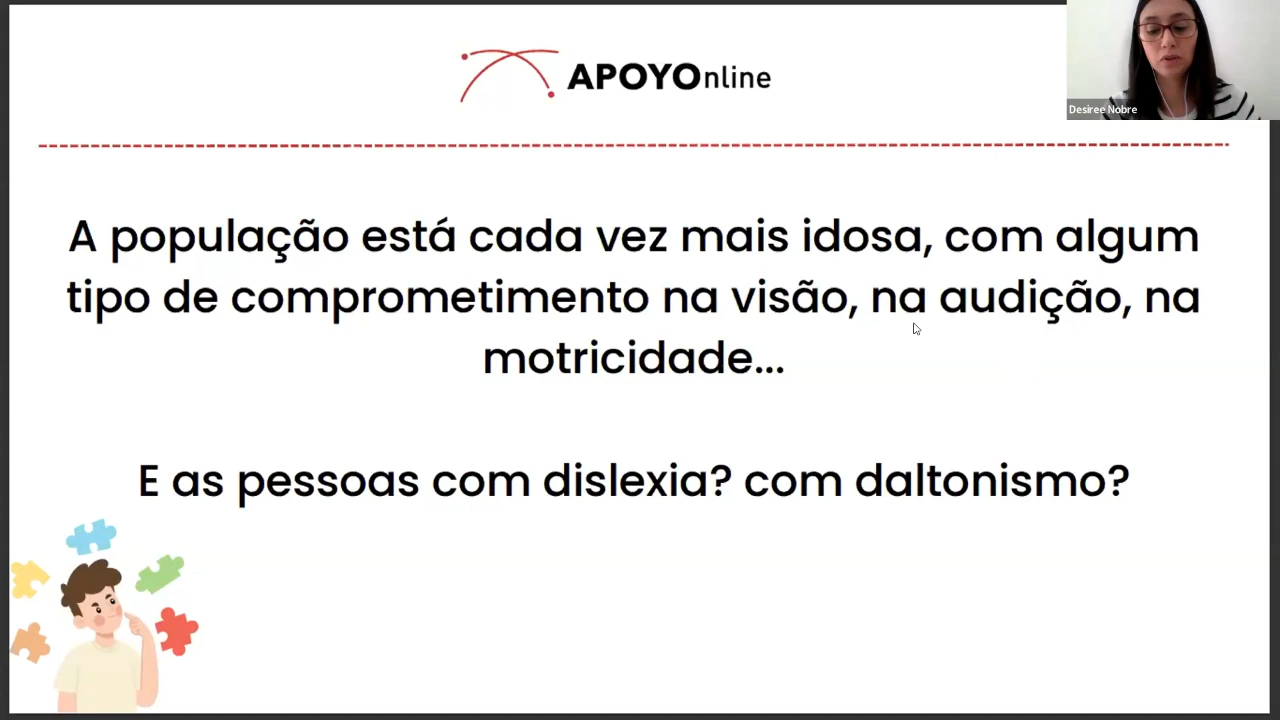 APOYOnline
Desiree Nobre
A população está cada vez mais idosa, com algum
tipo de comprometimento na visão, na audição, na
motricidade...
E as pessoas com dislexia? com daltonismo?